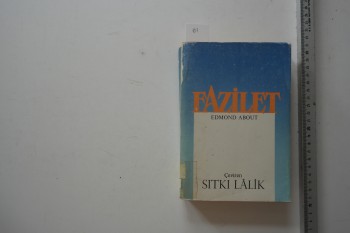 FAZİLET
EDMOND ABOUT
Çeviren
SITKI LÂLİK